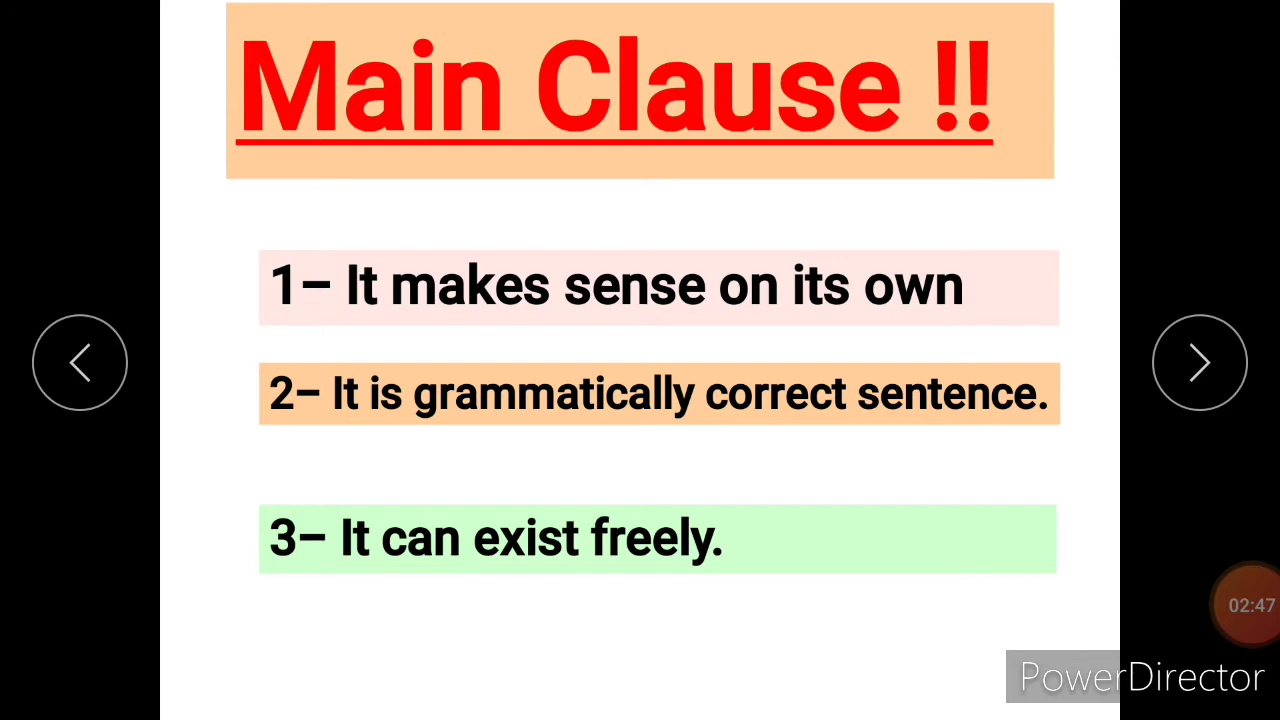 Main Clause !!
1– It makes sense on its own
2– It is grammatically correct sentence.
3– It can exist freely.
02:47
PowerDirector